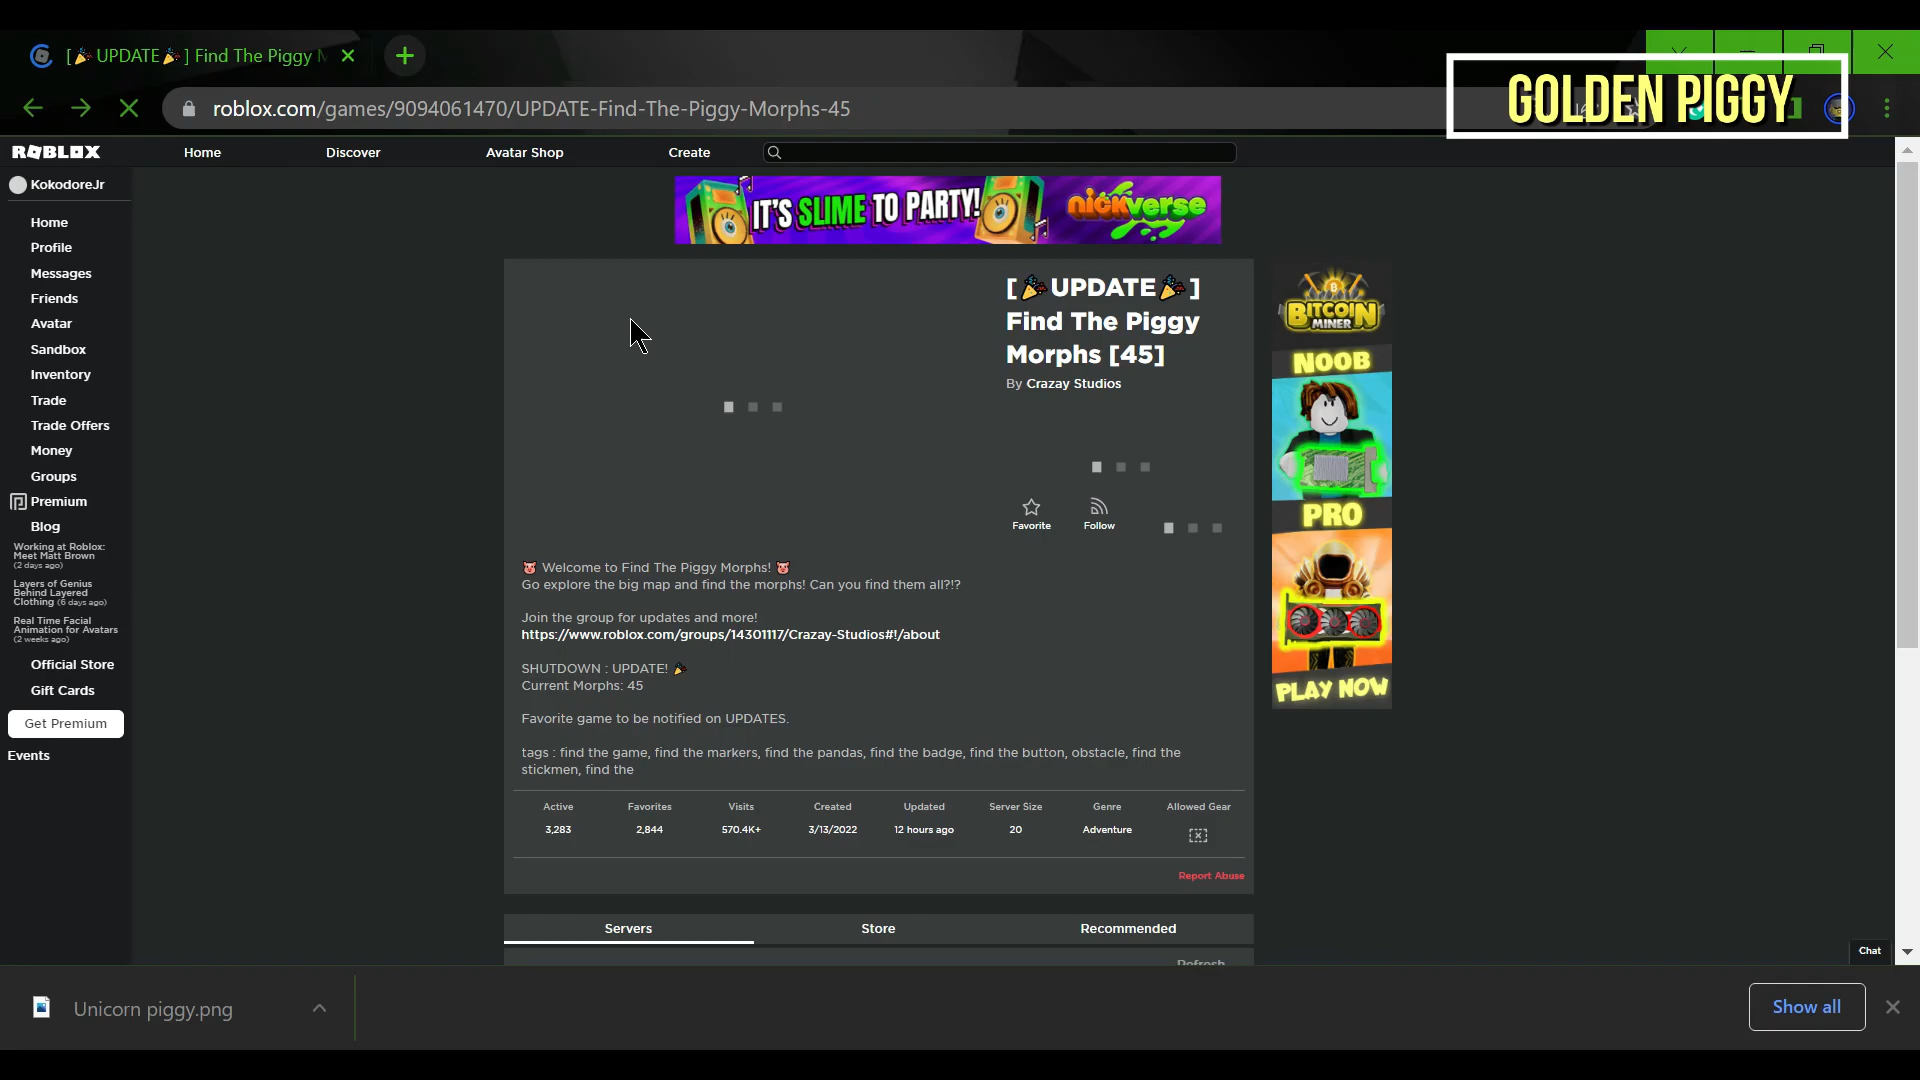 [🎉UPDATE🎉] Find The Piggy M
GOLDEN PIGGY
roblox.com/games/9094061470/UPDATE-Find-The-Piggy-Morphs-45
ROBLOX
Home
Discover
Avatar Shop
Create
KokodoreJr
Home
Profile
Messages
Friends
Avatar
Sandbox
Inventory
Trade
Trade Offers
Money
Groups
Premium
Blog
Working at Roblox:
Meet Matt Brown
(2 days ago)
Layers of Genius
Behind Layered
Clothing (6 days ago)
Real Time Facial
Animation for Avatars
(2 weeks ago)
Official Store
Gift Cards
Get Premium
Events
IT'S SLIME TO PARTY!
nickverse
[🎉UPDATE🎉]
Find The Piggy
Morphs [45]
By Crazay Studios
Favorite
Follow
🐷 Welcome to Find The Piggy Morphs! 🐷
Go explore the big map and find the morphs! Can you find them all?!?
Join the group for updates and more!
https://www.roblox.com/groups/14301117/Crazay-Studios#!/about
SHUTDOWN : UPDATE! 🎉
Current Morphs: 45
Favorite game to be notified on UPDATES.
tags : find the game, find the markers, find the pandas, find the badge, find the button, obstacle, find the
stickmen, find the
Active
Favorites
Visits
Created
Updated
Server Size
Genre
Allowed Gear
3,283
2,844
570.4K+
3/13/2022
12 hours ago
20
Adventure
Report Abuse
Servers
Store
Recommended
Refresh
BITCOIN
MINER
NOOB
PRO
PLAY NOW
Chat
Unicorn piggy.png
Show all